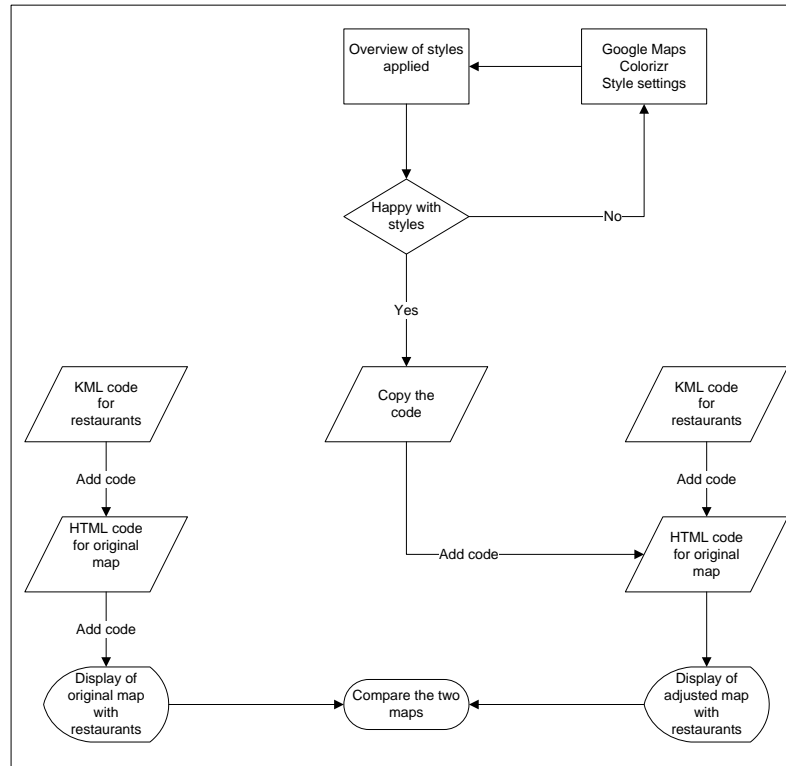 Overview of styles
applied
Google Maps
Colorizr
Style settings
Happy with
styles
No
Yes
KML code
for
restaurants
Copy the
code
KML code
for
restaurants
Add code
Add code
HTML code
for original
map
HTML code
for original
map
Add code
Add code
Display of
original map
with
restaurants
Compare the two
maps
Display of
adjusted map
with
restaurants